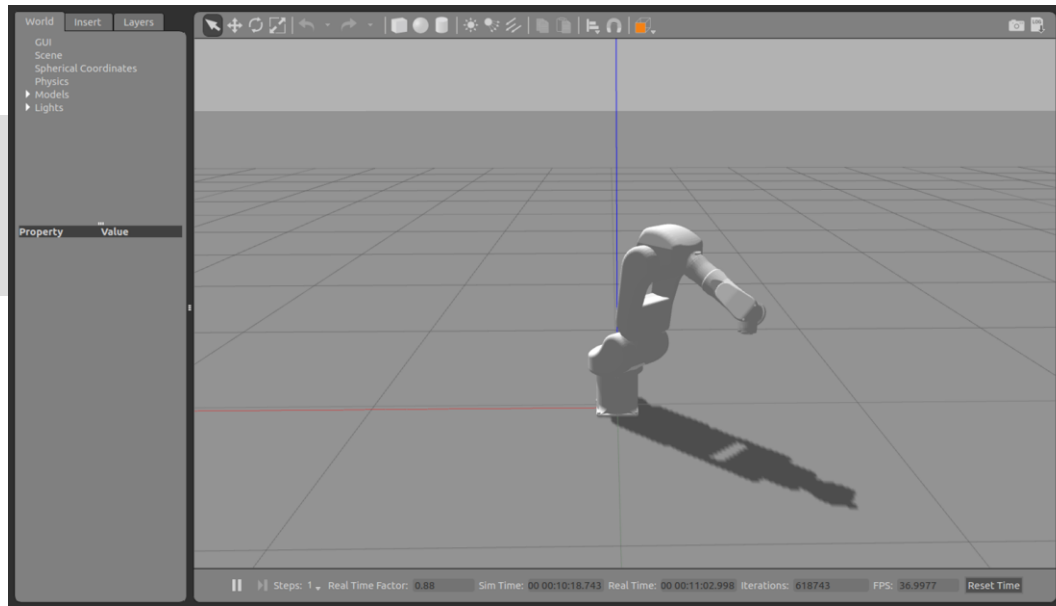 World Insert Layers
GUI
Scene
Spherical Coordinates
Physics
Models
Lights
Property Value
Steps: 1 Real Time Factor: 0.88 Sim Time: 00 00:10:18.743 Real Time: 00 00:11:02.998 Iterations: 618743 FPS: 36.9977 Reset Time